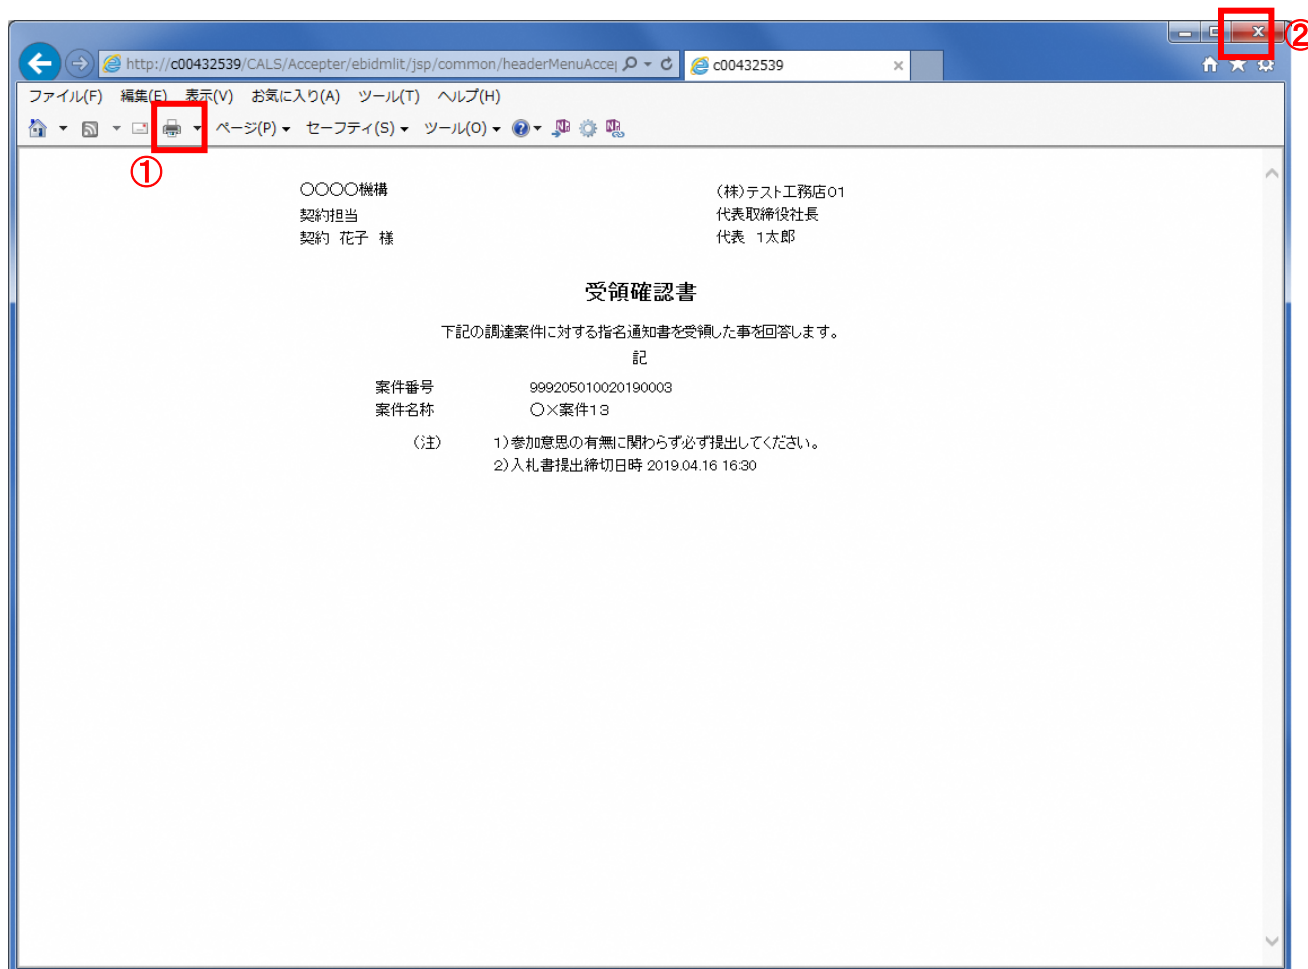 ②
http://c00432539/CALS/Accepter/ebidmlit/jsp/common/headerMenuAccep
c00432539
ファイル(F) 編集(E) 表示(V) お気に入り(A) ツール(T) ヘルプ(H)
ページ(P) セーフティ(S) ツール(O)
①
〇〇〇〇機構
(株)テスト工務店01
契約担当
代表取締役社長
契約 花子 様
代表 1太郎
受領確認書
下記の調達案件に対する指名通知書を受領した事を回答します。
記
案件番号 999205010020190003
案件名称 〇×案件13
(注) 1)参加意思の有無に関わらず必ず提出してください。
2)入札書提出締切日時 2019.04.16 16:30